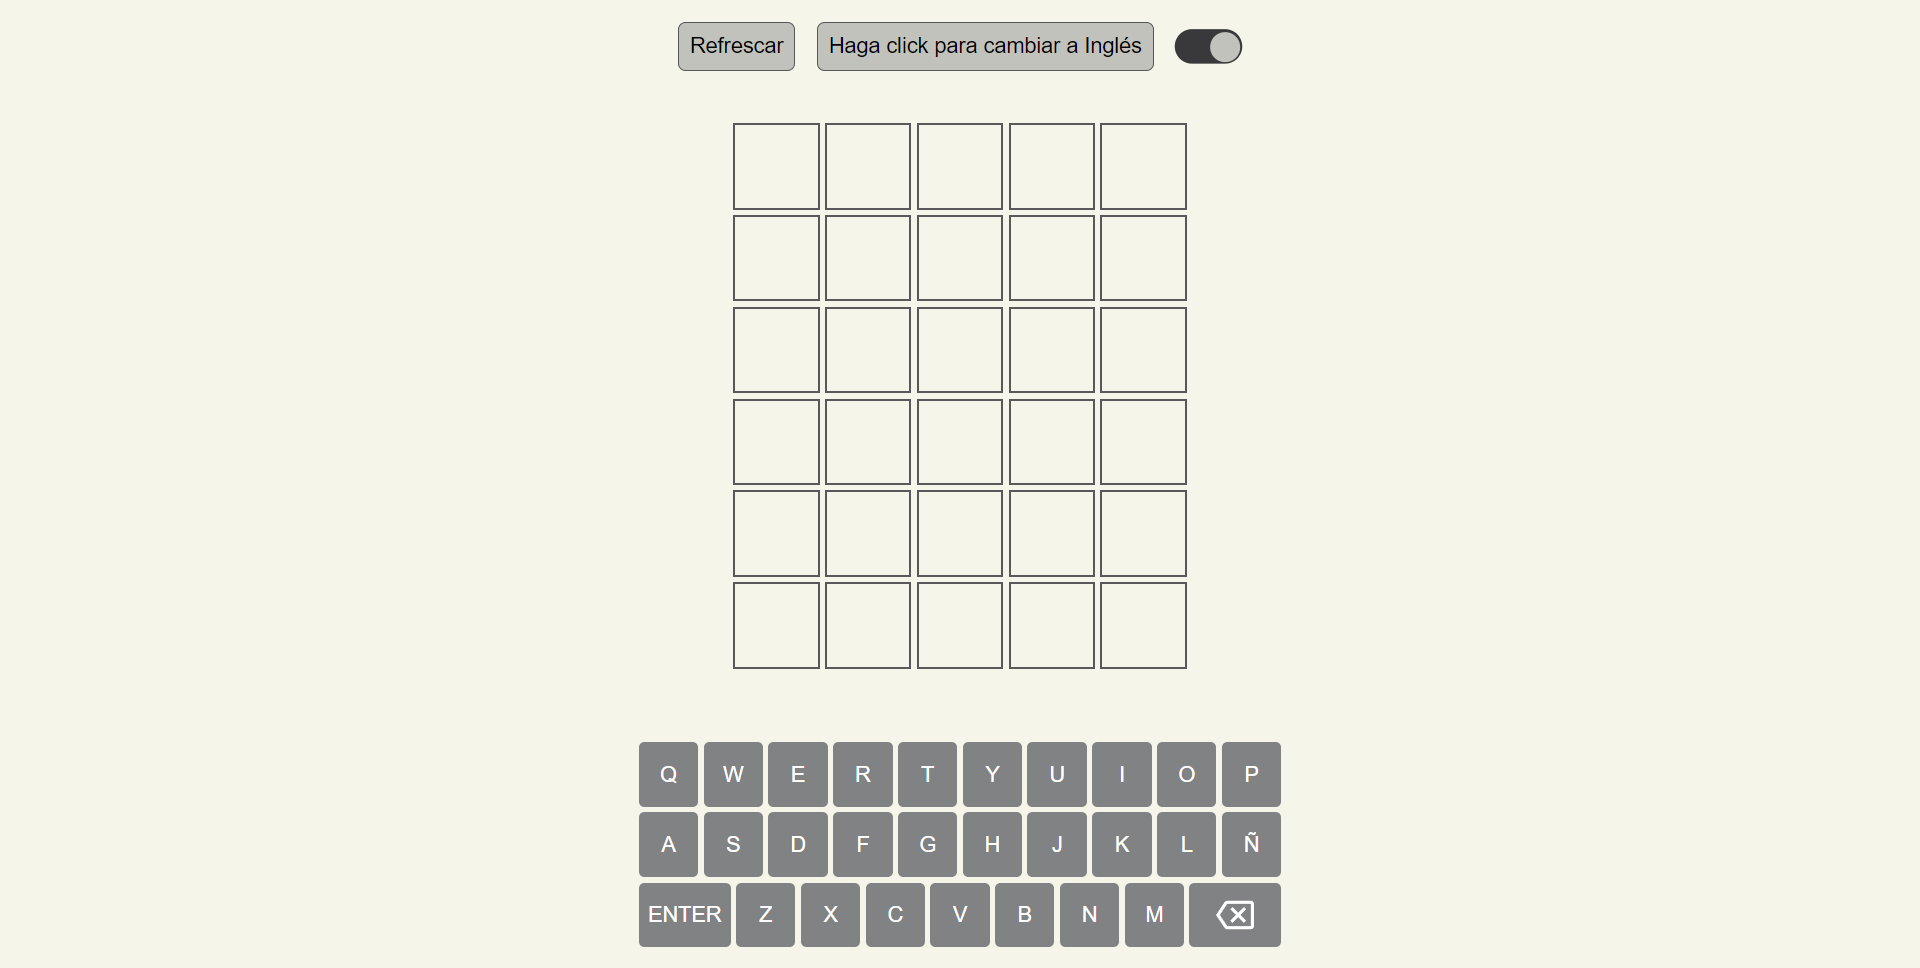 Refrescar Haga click para cambiar a Inglés
Q W E R T Y U I O P
A S D F G H J K L Ñ
ENTER Z X C V B N M